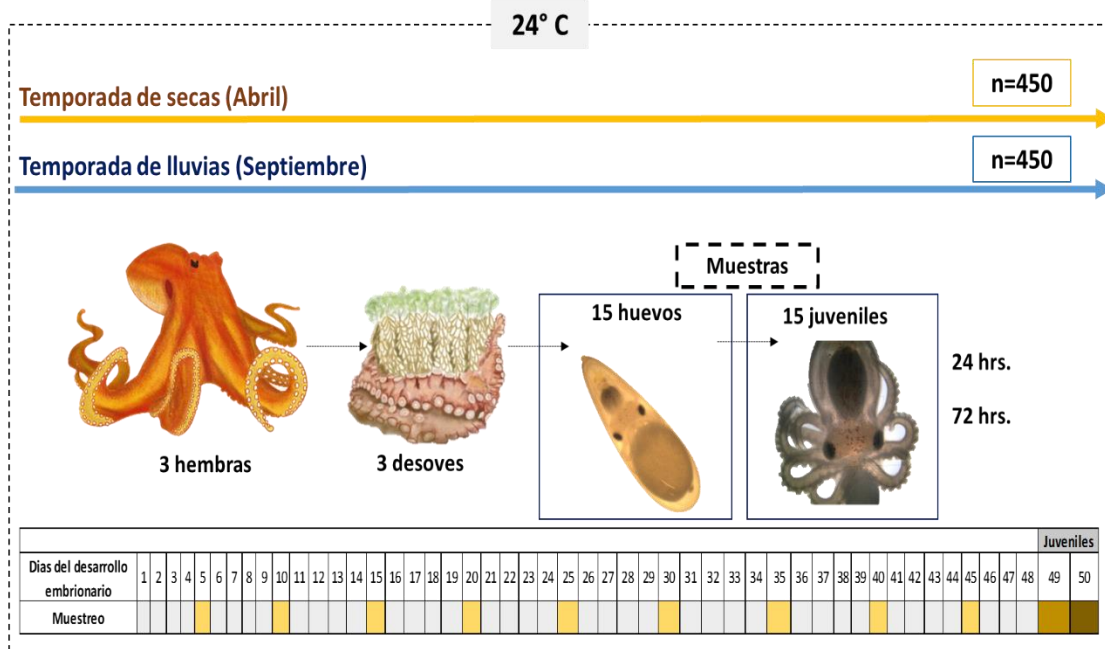 24° C
Temporada de secas (Abril)
n=450
Temporada de lluvias (Septiembre)
n=450
Muestras
15 huevos
15 juveniles
24 hrs.
72 hrs.
3 hembras
3 desoves
Juveniles
Dias del desarrollo
embrionario
1 2 3 4 5 6 7 8 9 10 11 12 13 14 15 16 17 18 19 20 21 22 23 24 25 26 27 28 29 30 31 32 33 34 35 36 37 38 39 40 41 42 43 44 45 46 47 48 49 50
Muestreo